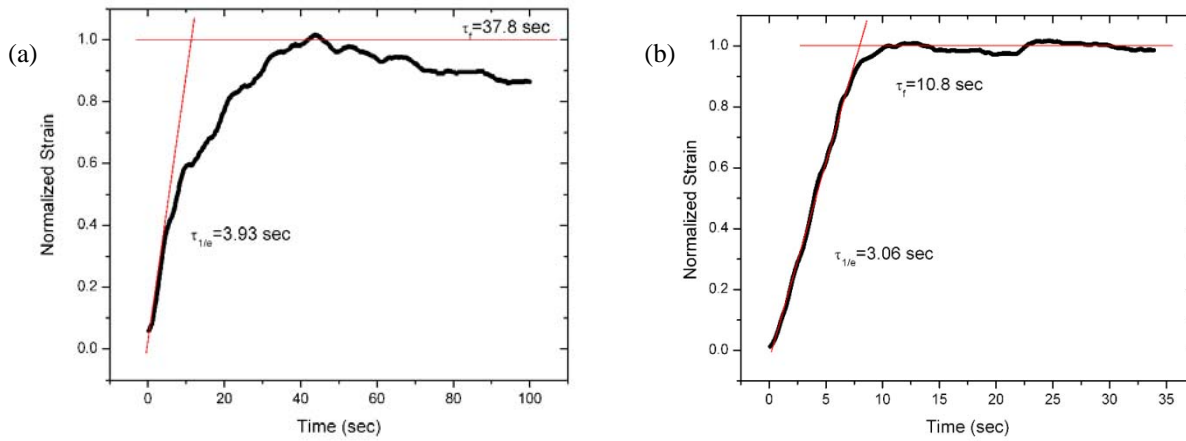 (a)
τf=37.8 sec
τ1/e=3.93 sec
Normalized Strain
0.0
0.2
0.4
0.6
0.8
1.0
0 20 40 60 80 100
Time (sec)
(b)
τf=10.8 sec
τ1/e=3.06 sec
Normalized Strain
0.0
0.2
0.4
0.6
0.8
1.0
0 5 10 15 20 25 30 35
Time (sec)